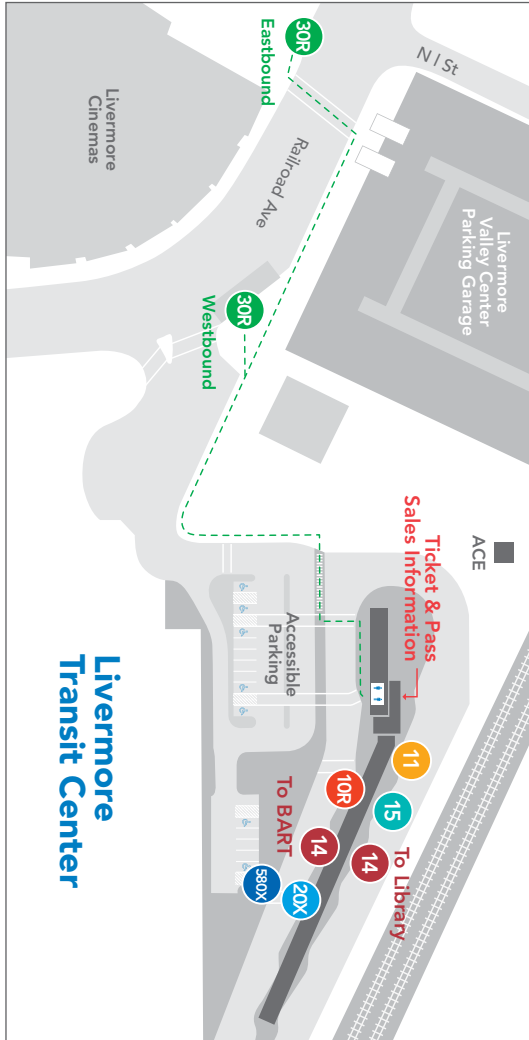 N I St
30R
Eastbound
Railroad Ave
Livermore
Cinemas
Livermore
Valley Center
Parking Garage
30R
Westbound
ACE
Ticket & Pass
Sales Information
Accessible
Parking
11
15
14
To Library
10R
14
To BART
20X
580X
Livermore
Transit Center